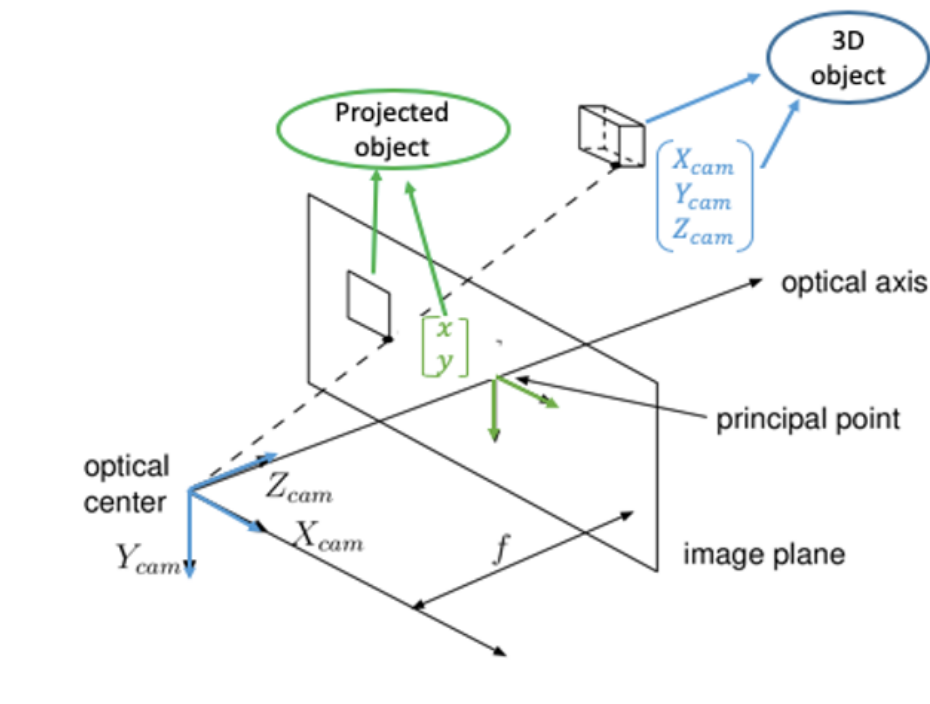 3D
object
Projected
object
X_cam
Y_cam
Z_cam
optical axis
x
y
principal point
optical
center
Z_cam
X_cam
Y_cam
f
image plane